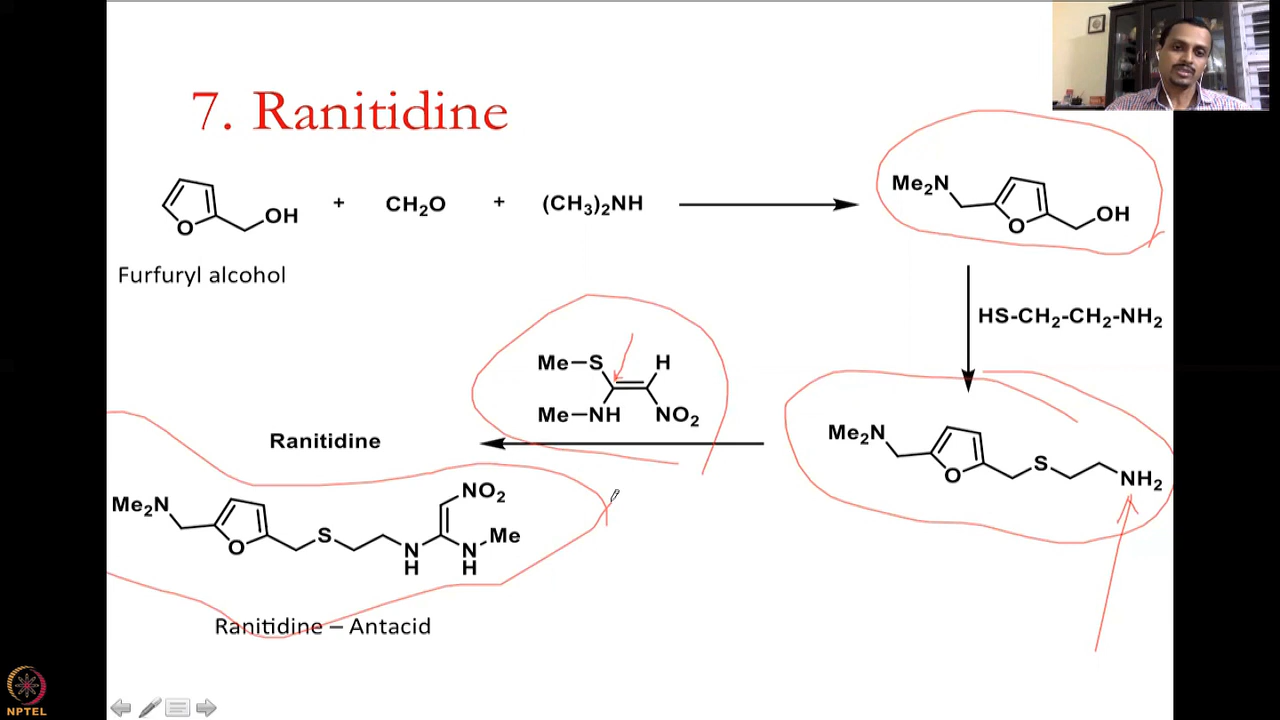 7. Ranitidine
OH
O
+
CH₂O
+
(CH₃)₂NH
Me₂N
O
OH
Furfuryl alcohol
HS-CH₂-CH₂-NH₂
Me–S
H
Me–NH
NO₂
Ranitidine
Me₂N
O
S
NH₂
Me₂N
O
S
N
H
NO₂
N
H
Me
Ranitidine – Antacid
NPTEL